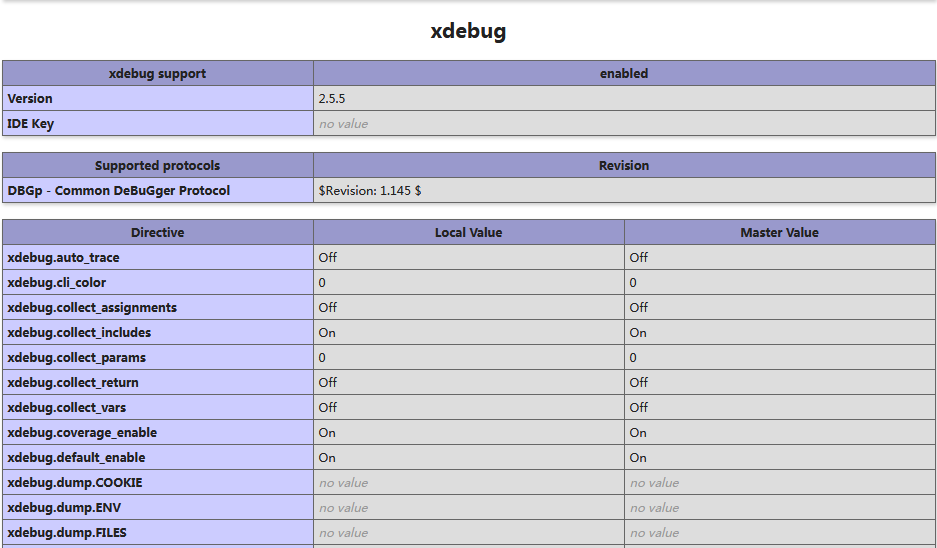 xdebug
xdebug support enabled
Version 2.5.5
IDE Key no value
Supported protocols Revision
DBGp - Common DeBuGger Protocol $Revision: 1.145 $
Directive Local Value Master Value
xdebug.auto_trace Off Off
xdebug.cli_color 0 0
xdebug.collect_assignments Off Off
xdebug.collect_includes On On
xdebug.collect_params 0 0
xdebug.collect_return Off Off
xdebug.collect_vars Off Off
xdebug.coverage_enable On On
xdebug.default_enable On On
xdebug.dump.COOKIE no value no value
xdebug.dump.ENV no value no value
xdebug.dump.FILES no value no value